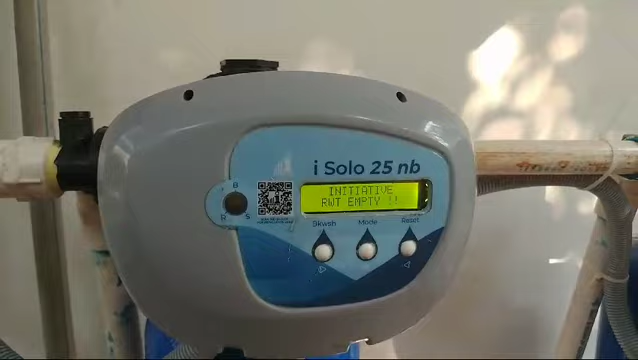 i Solo 25 nb
INITIATIVE
RWT EMPTY !!
Bkwsh Mode Reset
B
R S